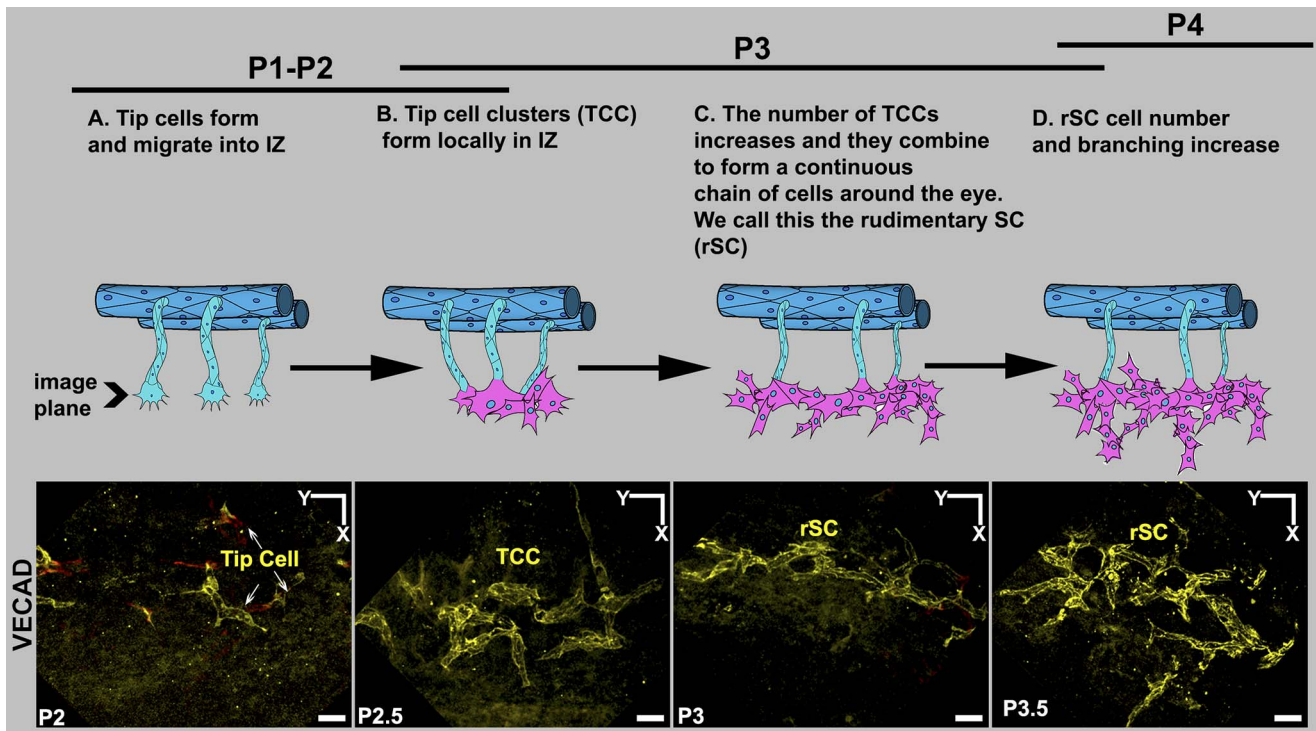 P1-P2
P3
P4
A. Tip cells form
and migrate into IZ
B. Tip cell clusters (TCC)
form locally in IZ
C. The number of TCCs
increases and they combine
to form a continuous
chain of cells around the eye.
We call this the rudimentary SC
(rSC)
D. rSC cell number
and branching increase
image
plane
VECAD
Y
X
Tip Cell
P2
Y
X
TCC
P2.5
Y
X
rSC
P3
Y
X
rSC
P3.5